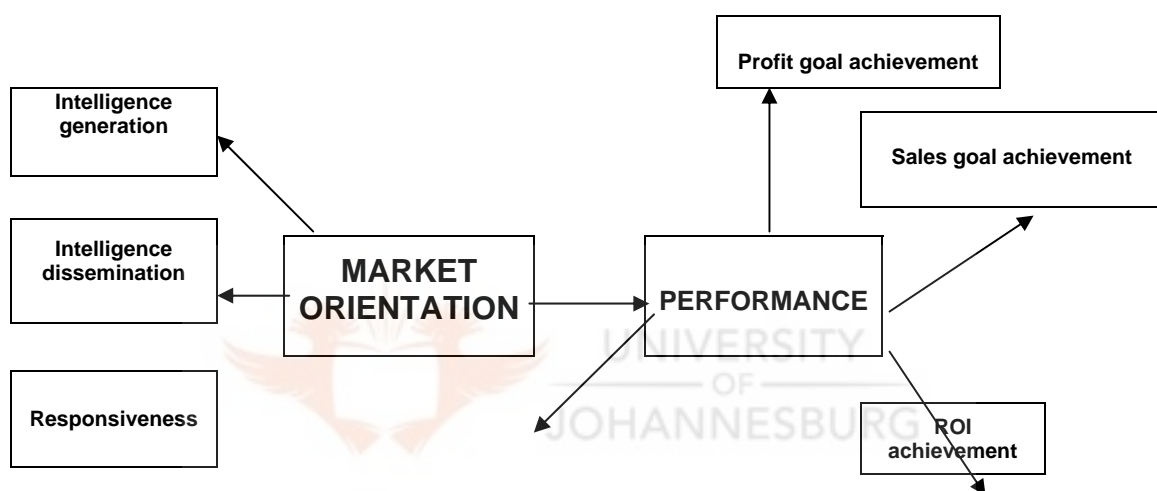 Profit goal achievement
Intelligence
generation
Sales goal achievement
Intelligence
dissemination
MARKET
ORIENTATION
PERFORMANCE
UNIVERSITY
OF
JOHANNESBURG
Responsiveness
ROI
achievement